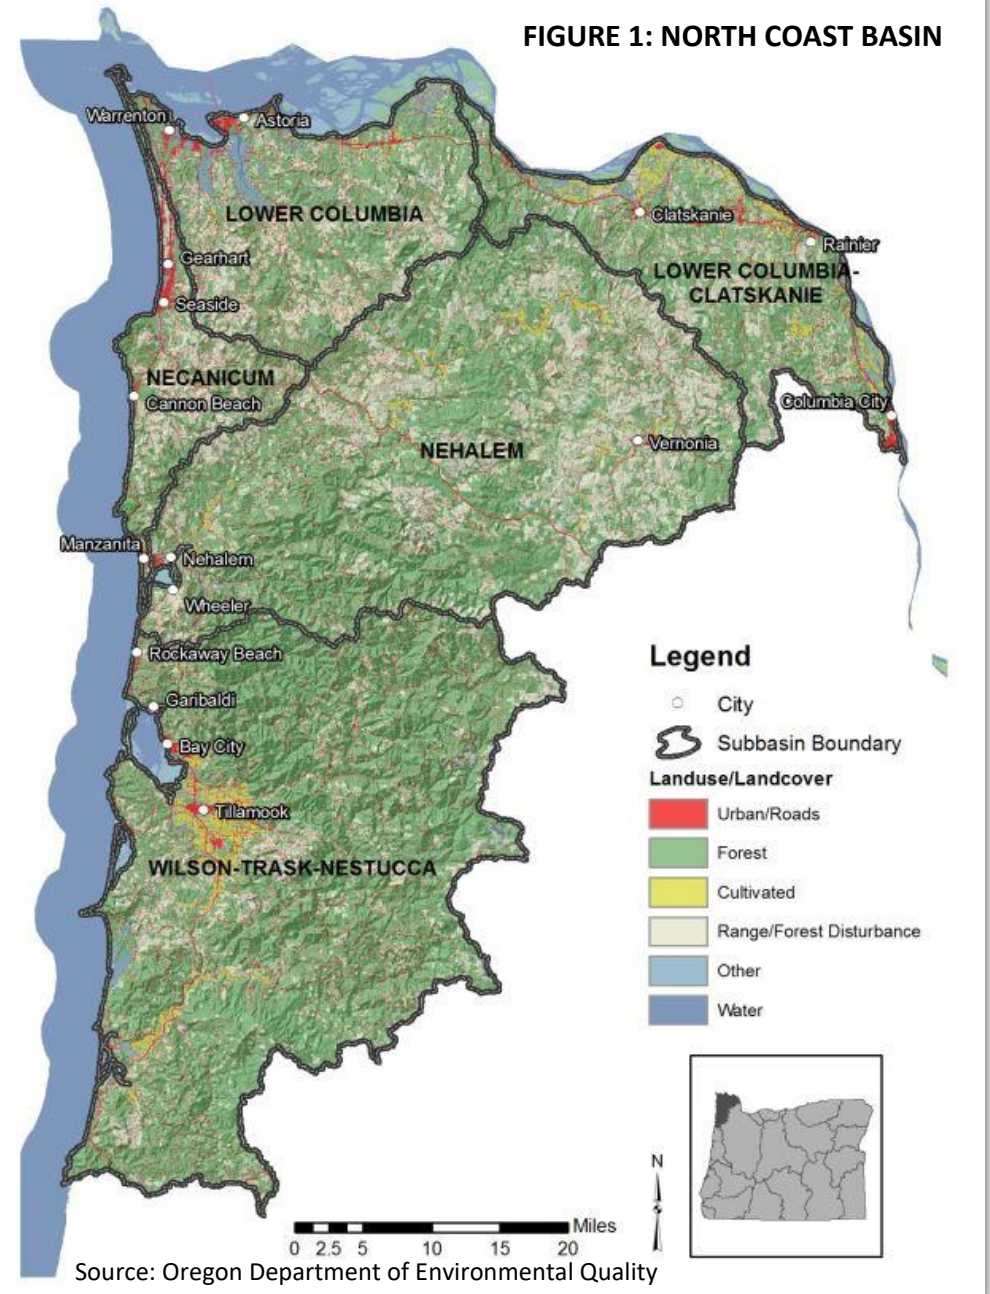 FIGURE 1: NORTH COAST BASIN
Warrenton
Astoria
LOWER COLUMBIA
Clatskanie
Rainier
Gearhart
LOWER COLUMBIA-
CLATSKANIE
Seaside
NECANICUM
Cannon Beach
Columbia City
NEHALEM
Vernonia
Manzanita
Nehalem
Wheeler
Rockaway Beach
Garibaldi
Bay City
Tillamook
WILSON-TRASK-NESTUCCA
Legend
City
Subbasin Boundary
Landuse/Landcover
Urban/Roads
Forest
Cultivated
Range/Forest Disturbance
Other
Water
N
Miles
0 2.5 5 10 15 20
Source: Oregon Department of Environmental Quality